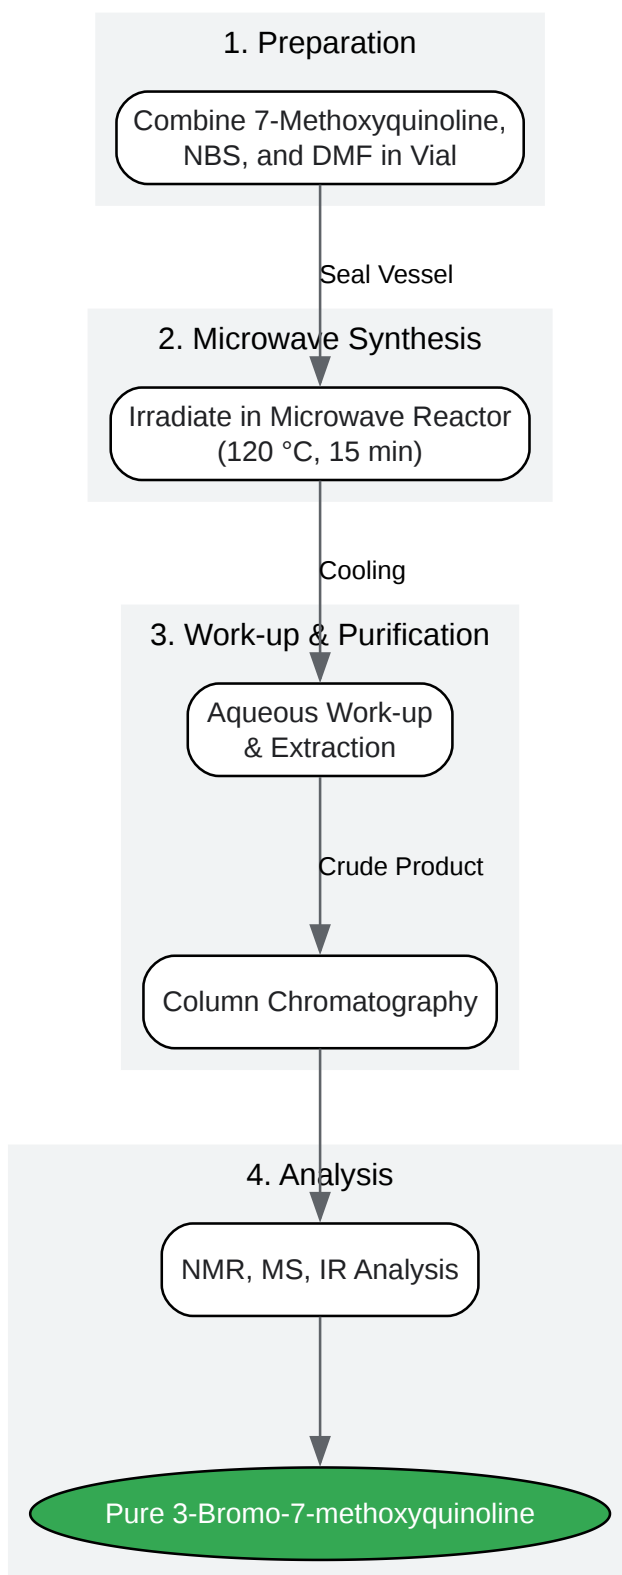 1. Preparation
Combine 7-Methoxyquinoline,
NBS, and DMF in Vial
Seal Vessel
2. Microwave Synthesis
Irradiate in Microwave Reactor
(120 °C, 15 min)
Cooling
3. Work-up & Purification
Aqueous Work-up
& Extraction
Crude Product
Column Chromatography
4. Analysis
NMR, MS, IR Analysis
Pure 3-Bromo-7-methoxyquinoline